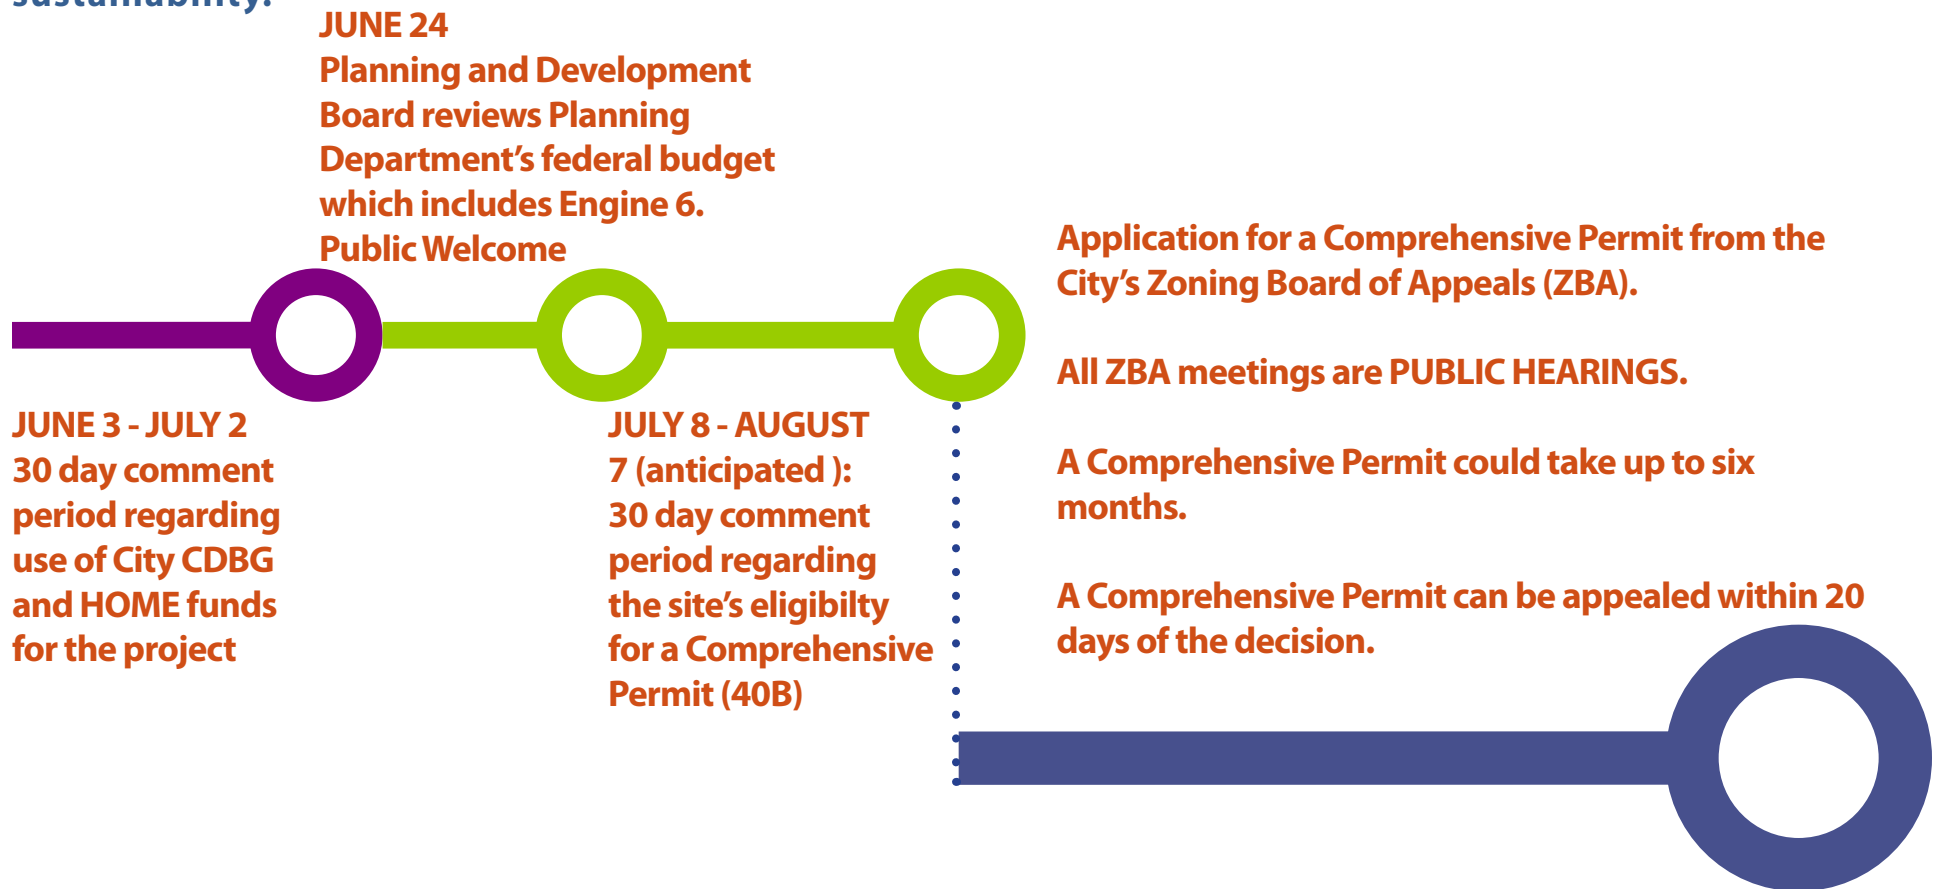 sustainability.
JUNE 24
Planning and Development
Board reviews Planning
Department's federal budget
which includes Engine 6.
Public Welcome
JUNE 3 - JULY 2
30 day comment
period regarding
use of City CDBG
and HOME funds
for the project
JULY 8 - AUGUST
7 (anticipated ):
30 day comment
period regarding
the site's eligibilty
for a Comprehensive
Permit (40B)
Application for a Comprehensive Permit from the
City's Zoning Board of Appeals (ZBA).
All ZBA meetings are PUBLIC HEARINGS.
A Comprehensive Permit could take up to six
months.
A Comprehensive Permit can be appealed within 20
days of the decision.